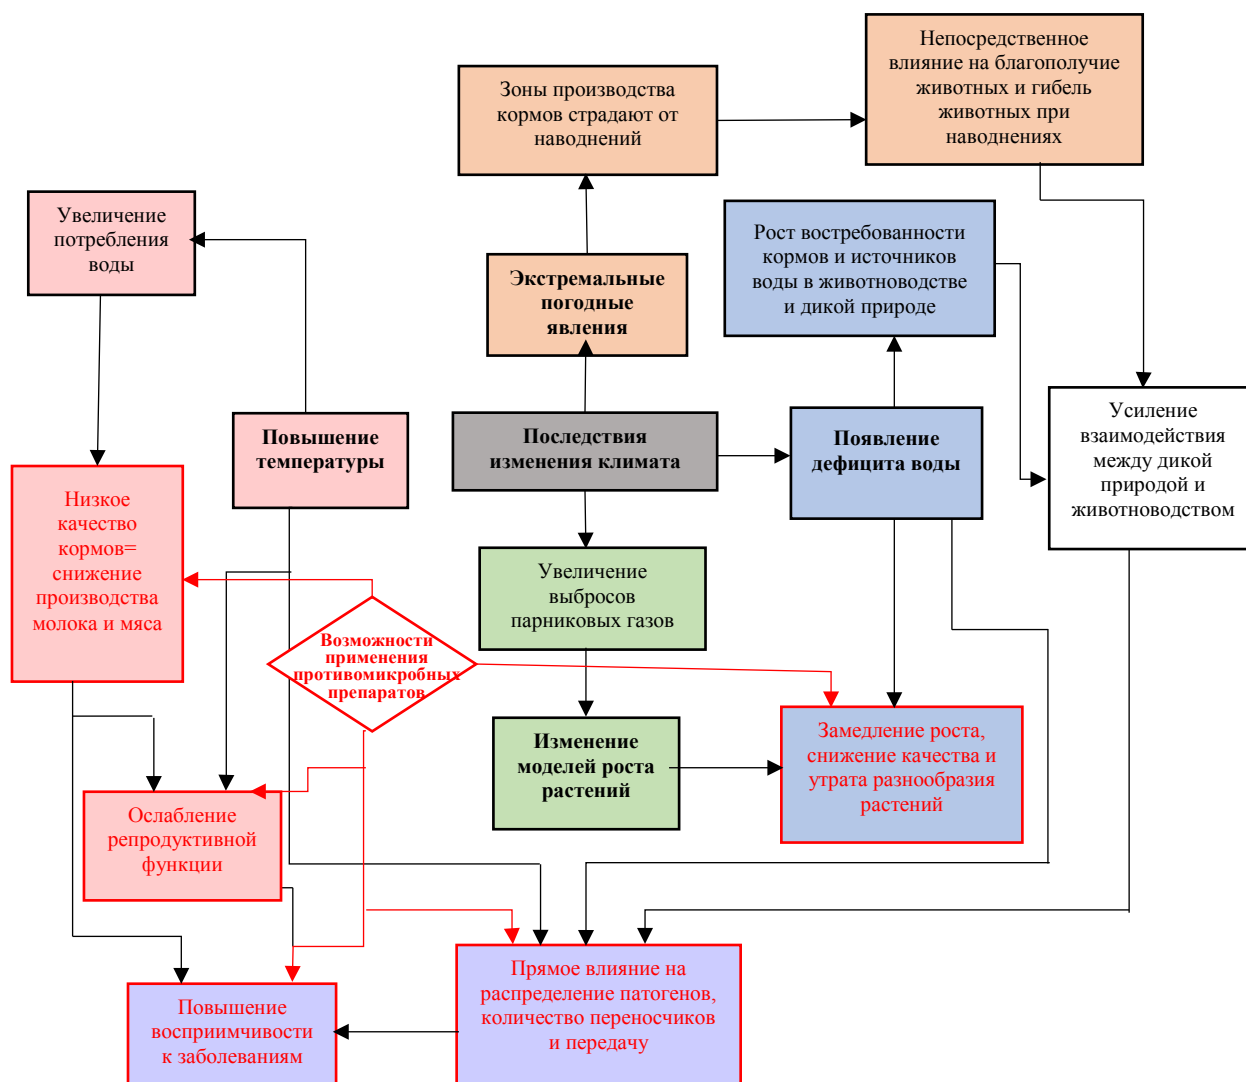 Непосредственное
влияние на благополучие
животных и гибель
животных при
наводнениях
Зоны производства
кормов страдают от
наводнений
Увеличение
потребления
воды
Рост востребованности
кормов и источников
воды в животноводстве
и дикой природе
Экстремальные
погодные
явления
Повышение
температуры
Последствия
изменения климата
Появление
дефицита воды
Усиление
взаимодействия
между дикой
природой и
животноводством
Низкое
качество
кормов=
снижение
производства
молока и мяса
Увеличение
выбросов
парниковых газов
Возможности
применения
противомикробных
препаратов
Изменение
моделей роста
растений
Замедление роста,
снижение качества и
утрата разнообразия
растений
Ослабление
репродуктивной
функции
Прямое влияние на
распределение патогенов,
количество переносчиков
и передачу
Повышение
восприимчивости
к заболеваниям